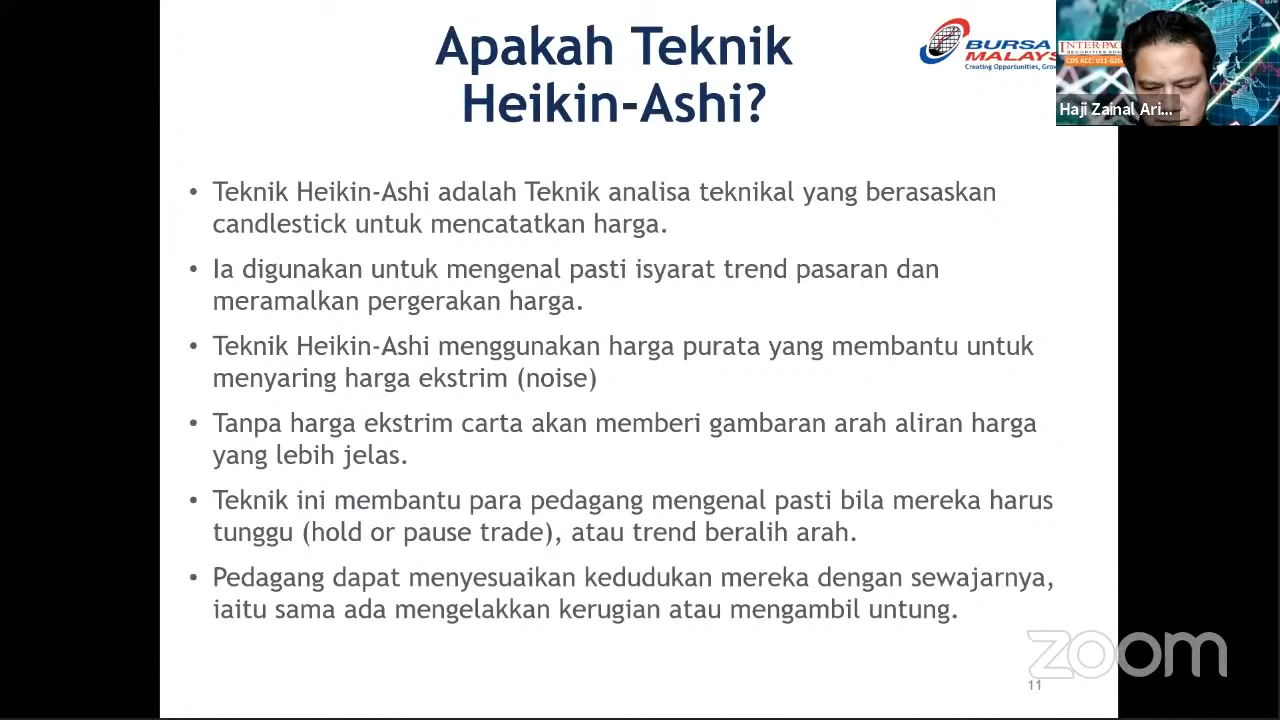 Apakah Teknik
Heikin-Ashi?
BURSA
MALAYS
Creating Opportunities, Grow
INTER-PAC
SECURITIES SDN
CDS ACC: 011-626
Haji Zainal Ari...
• Teknik Heikin-Ashi adalah Teknik analisa teknikal yang berasaskan
candlestick untuk mencatatkan harga.
• Ia digunakan untuk mengenal pasti isyarat trend pasaran dan
meramalkan pergerakan harga.
• Teknik Heikin-Ashi menggunakan harga purata yang membantu untuk
menyaring harga ekstrim (noise)
• Tanpa harga ekstrim carta akan memberi gambaran arah aliran harga
yang lebih jelas.
• Teknik ini membantu para pedagang mengenal pasti bila mereka harus
tunggu (hold or pause trade), atau trend beralih arah.
• Pedagang dapat menyesuaikan kedudukan mereka dengan sewajarnya,
iaitu sama ada mengelakkan kerugian atau mengambil untung.
zoom
11